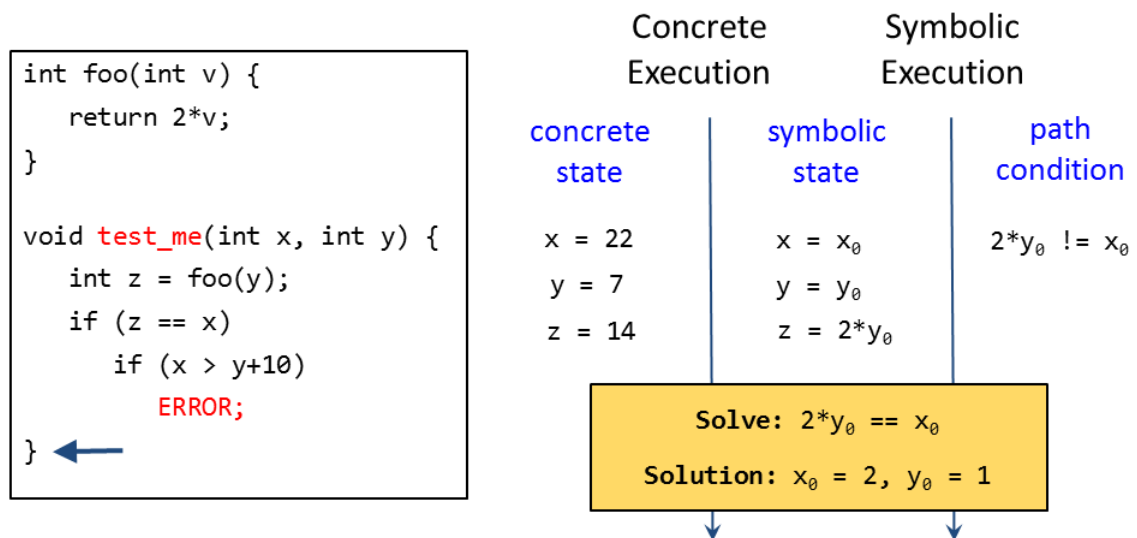 int foo(int v) {
return 2*v;
}
void test_me(int x, int y) {
int z = foo(y);
if (z == x)
if (x > y+10)
ERROR;
}
Concrete
Execution
Symbolic
Execution
concrete
state
symbolic
state
path
condition
x = 22
y = 7
z = 14
x = x₀
y = y₀
z = 2*y₀
2*y₀ != x₀
Solve: 2*y₀ == x₀
Solution: x₀ = 2, y₀ = 1